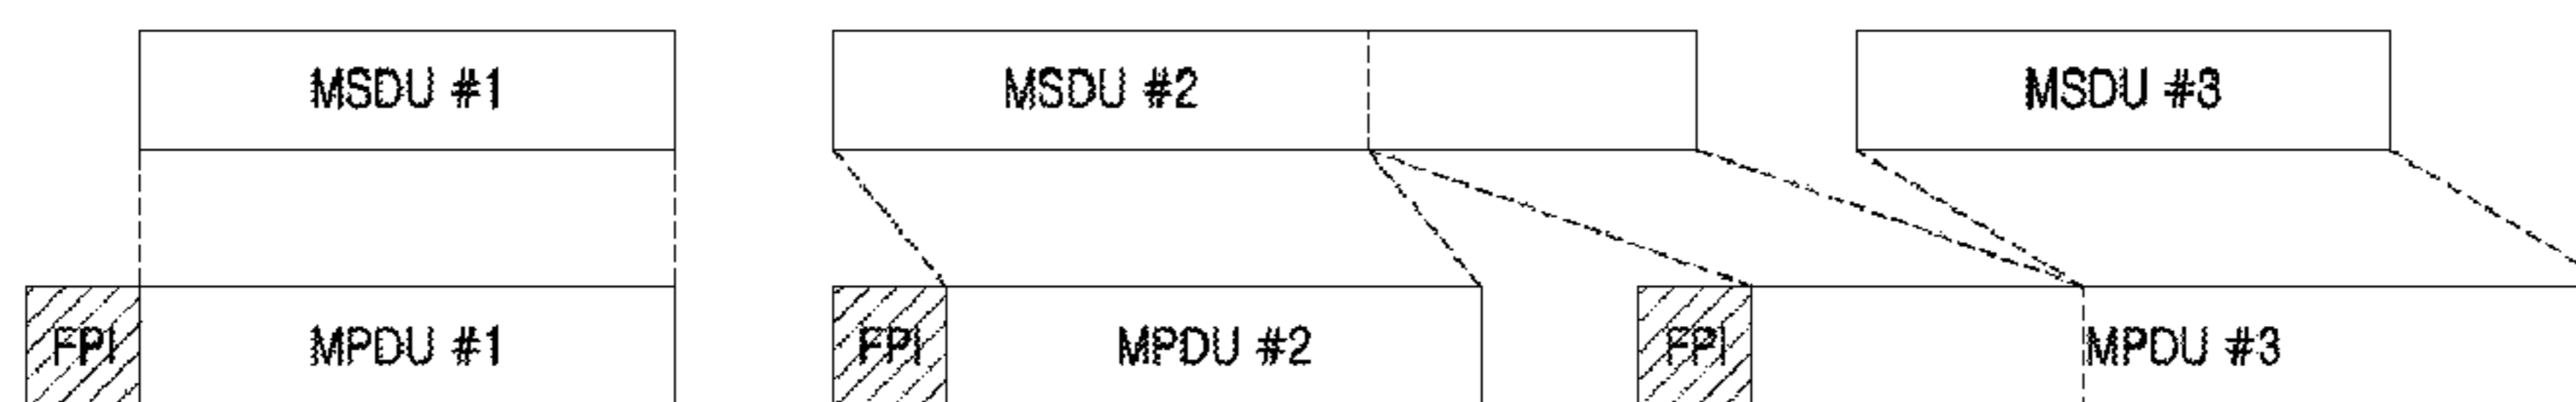 MSDU #1 MSDU #2 MSDU #3
FPI MPDU #1 FPI MPDU #2 FPI MPDU #3